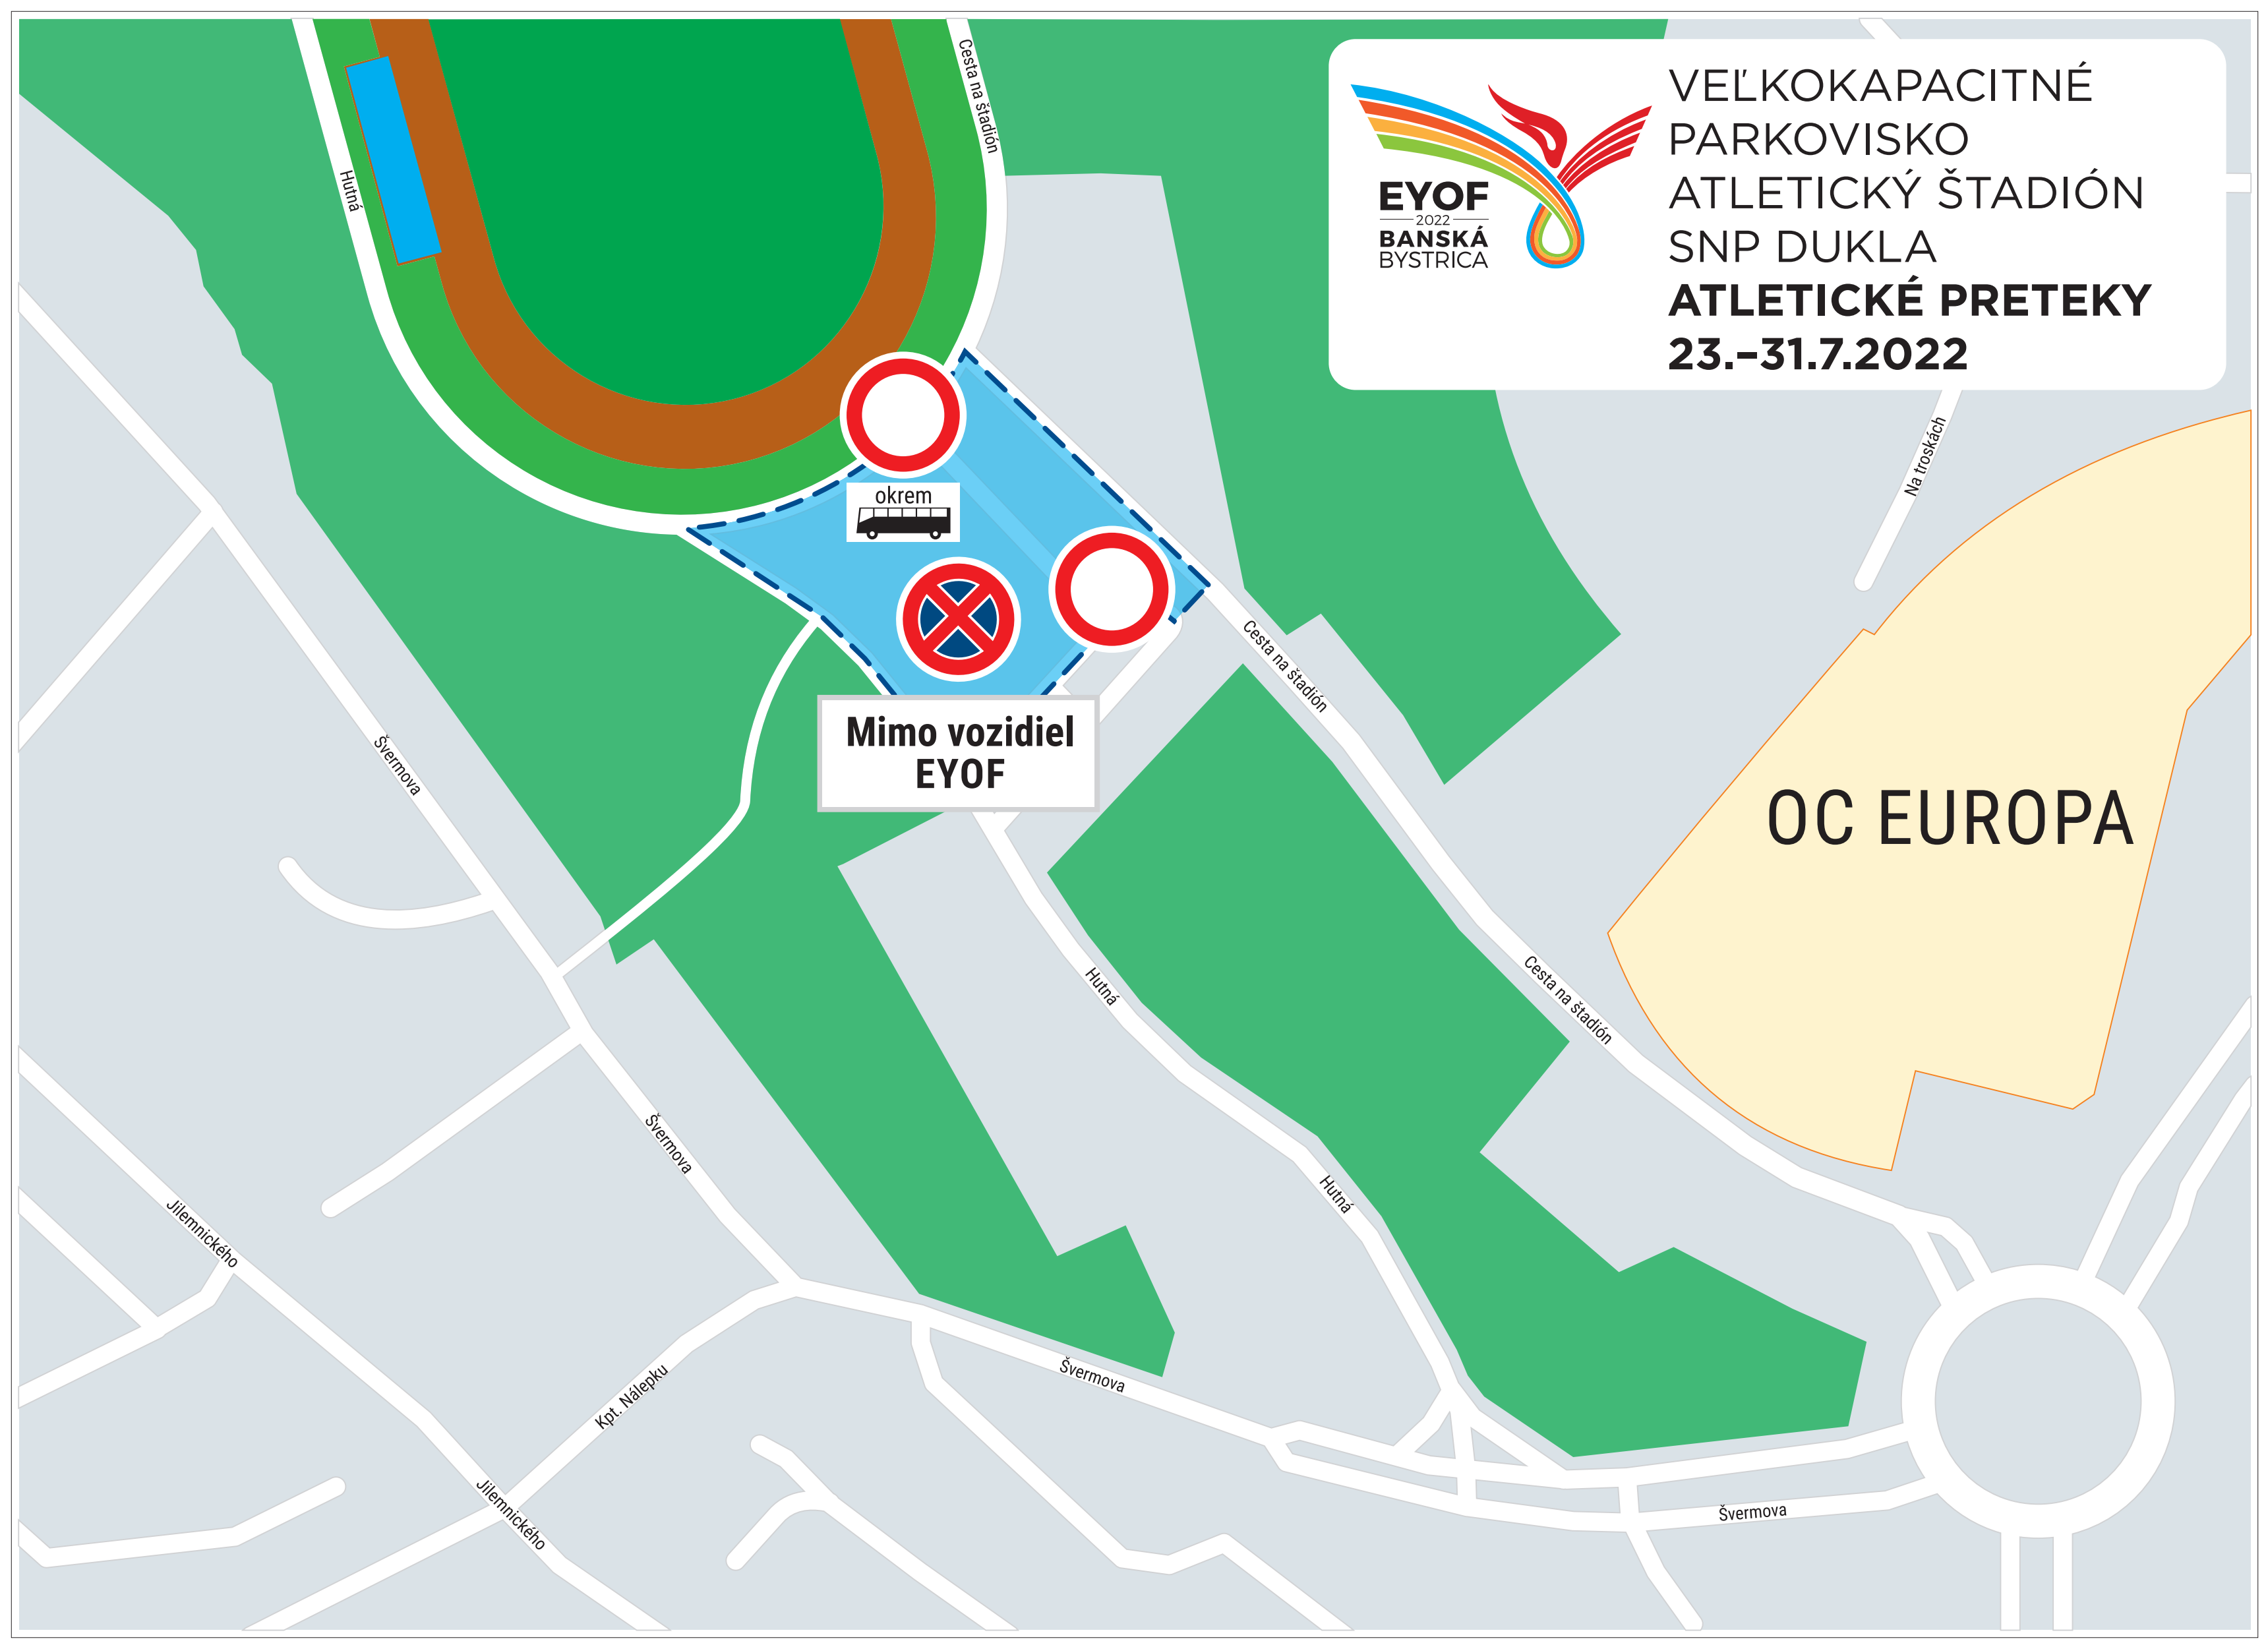 VEĽKOKAPACITNÉ
PARKOVISKO
ATLETICKÝ ŠTADIÓN
SNP DUKLA
ATLETICKÉ PRETEKY
23.–31.7.2022
EYOF
2022
BANSKÁ
BYSTRICA
Cesta na štadión
Hutná
Na troskách
okrem
Cesta na štadión
Mimo vozidiel
EYOF
Švermova
OC EUROPA
Hutná
Cesta na štadión
Švermova
Hutná
Jilemnického
Kpt. Nálepku
Švermova
Jilemnického
Švermova